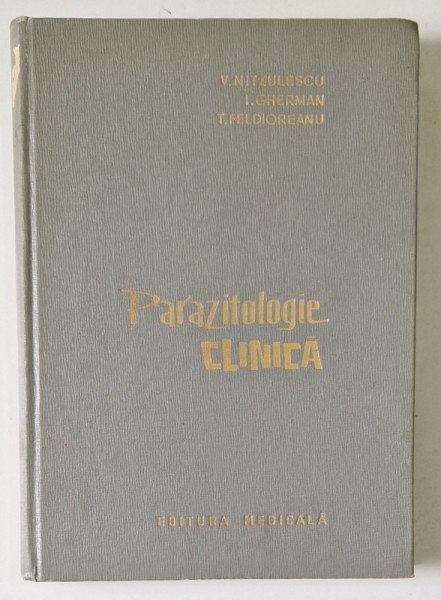 V. NITZULESCU
I. GHERMAN
T. FELDIOREANU
Parazitologie
CLINICĂ
EDITURA MEDICALĂ